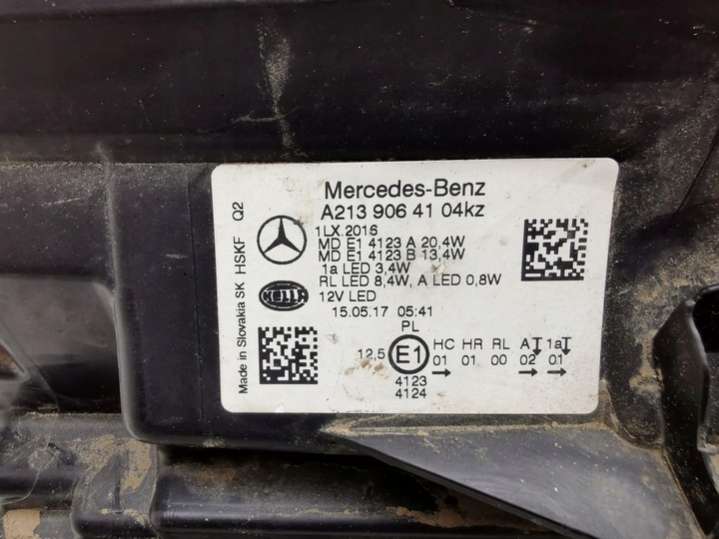 Made in Slovakia SK HSKF Q2
Mercedes-Benz
A213 906 41 04kz
1LX.2016
MD E1 4123 A 20,4W
MD E1 4123 B 13,4W
1a LED 3,4W
RL LED 8,4W, A LED 0,8W
HELLA
12V LED
15.05.17 05:41
PL
12,5 E1 HC HR RL A 1a
01 01 00 02 01
4123
4124